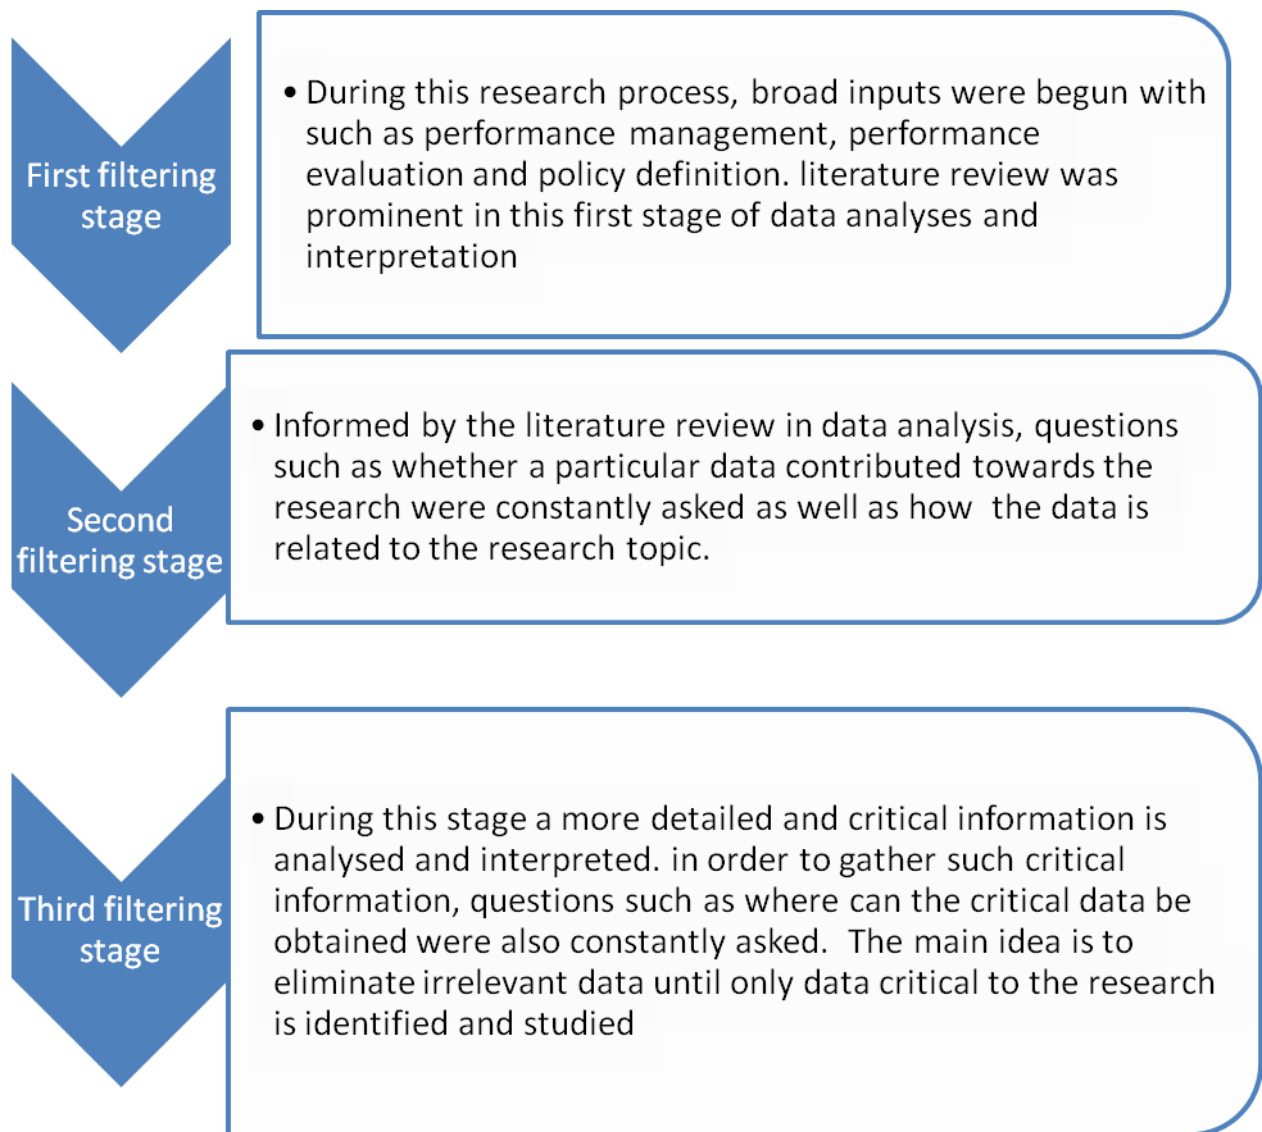 First filtering
stage
• During this research process, broad inputs were begun with
such as performance management, performance
evaluation and policy definition. literature review was
prominent in this first stage of data analyses and
interpretation
Second
filtering stage
• Informed by the literature review in data analysis, questions
such as whether a particular data contributed towards the
research were constantly asked as well as how  the data is
related to the research topic.
Third filtering
stage
• During this stage a more detailed and critical information is
analysed and interpreted. in order to gather such critical
information, questions such as where can the critical data be
obtained were also constantly asked.  The main idea is to
eliminate irrelevant data until only data critical to the research
is identified and studied